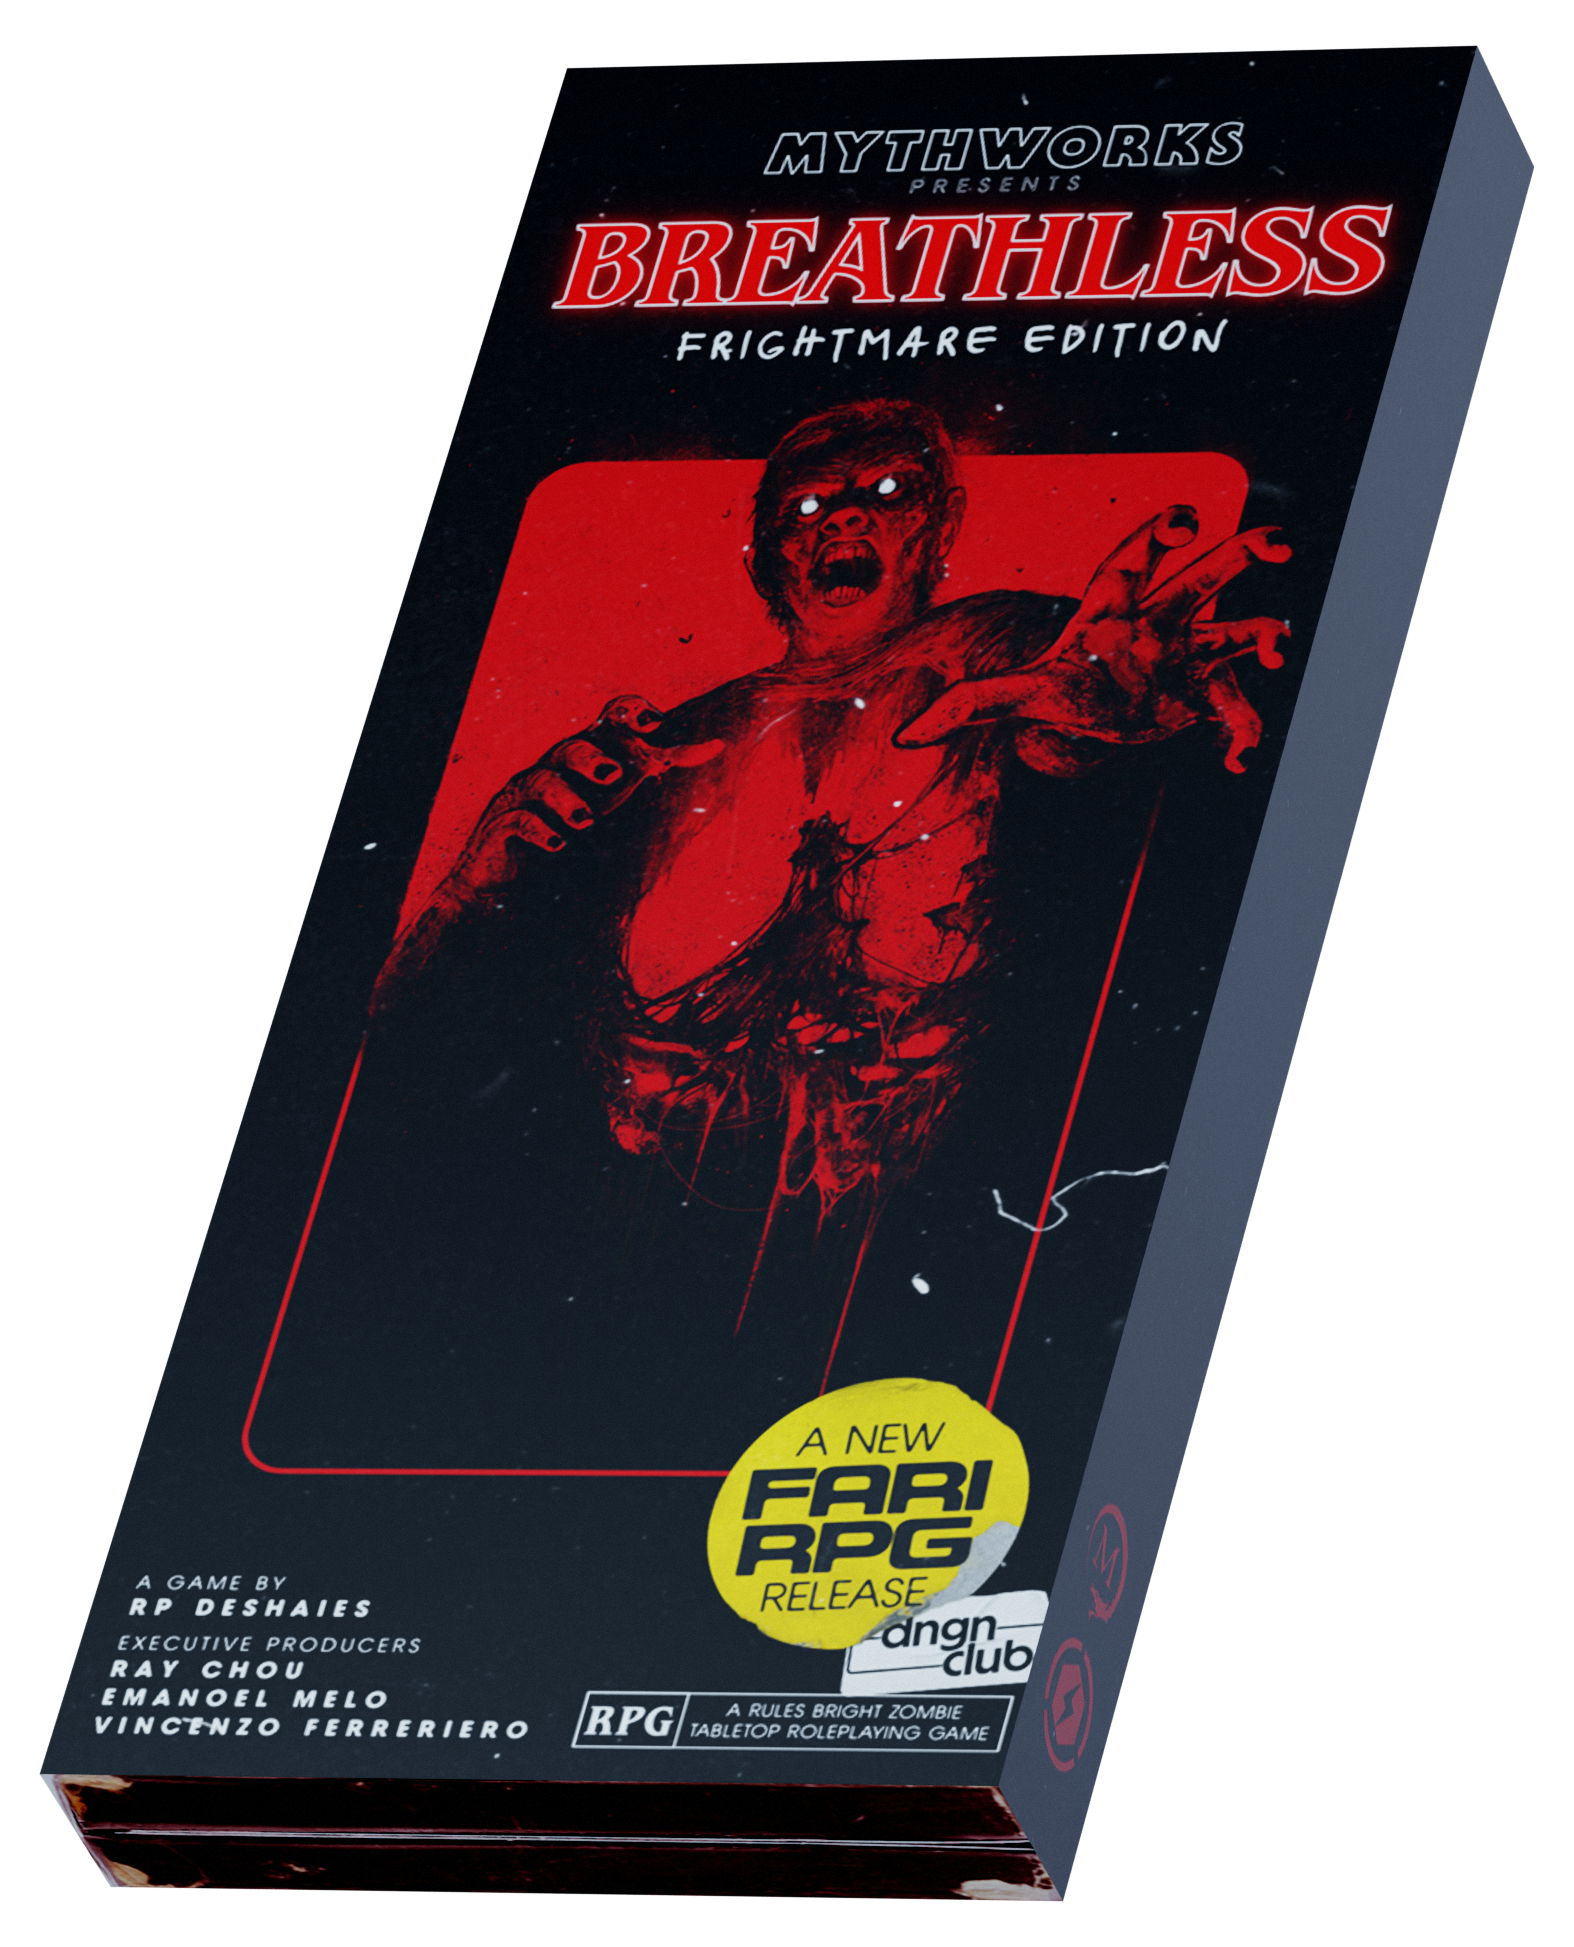 MYTHWORKS
PRESENTS
BREATHLESS
FRIGHTMARE EDITION
A NEW
FARI
RPG
RELEASE
dngn
club
A GAME BY
RP DESHAIES
EXECUTIVE PRODUCERS
RAY CHOU
EMANOEL MELO
VINCENZO FERRERIERO
RPG
A RULES BRIGHT ZOMBIE
TABLETOP ROLEPLAYING GAME
M